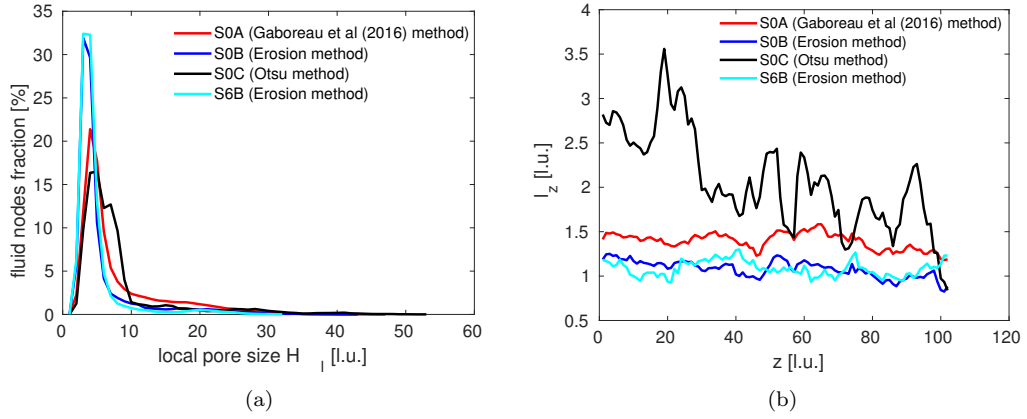 S0A (Gaboreau et al (2016) method)
S0B (Erosion method)
S0C (Otsu method)
S6B (Erosion method)
fluid nodes fraction [%]
35
30
25
20
15
10
5
0
0 10 20 30 40 50 60
local pore size H l [l.u.]
(a)
S0A (Gaboreau et al (2016) method)
S0B (Erosion method)
S0C (Otsu method)
S6B (Erosion method)
l z [l.u.]
4
3.5
3
2.5
2
1.5
1
0.5
0 20 40 60 80 100 120
z [l.u.]
(b)